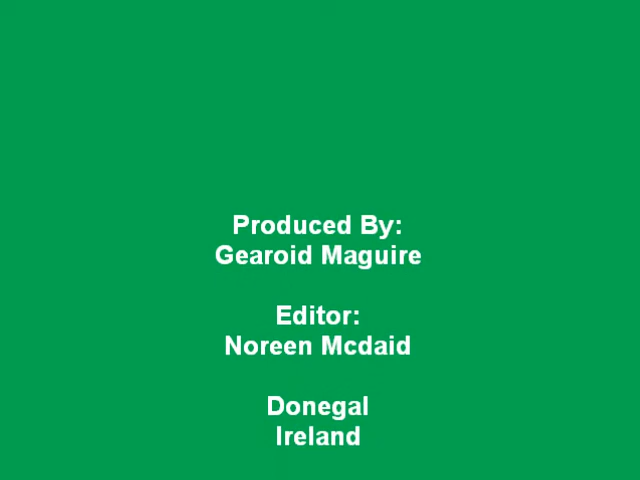 Produced By:
Gearoid Maguire
Editor:
Noreen Mcdaid
Donegal
Ireland